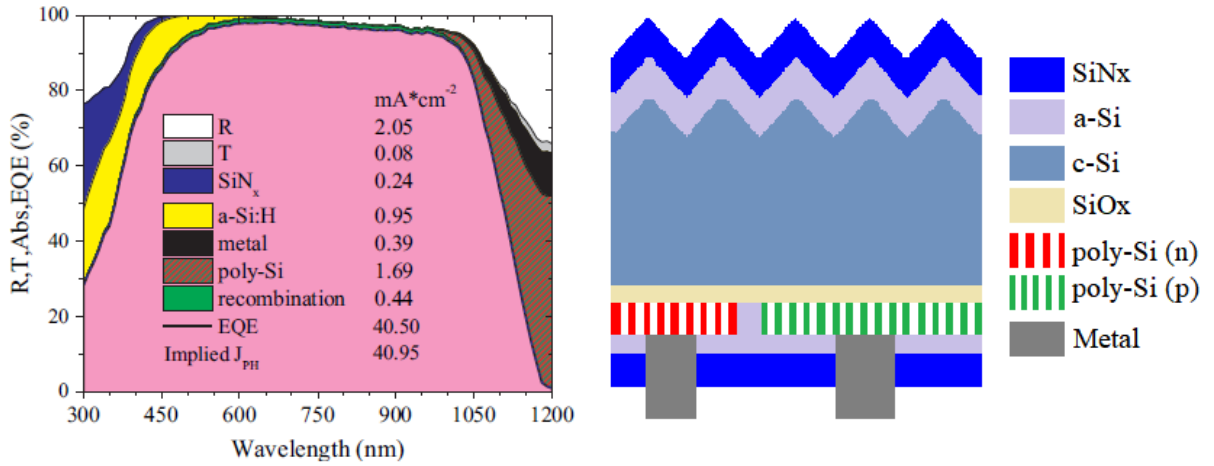 100
80
60
40
20
0
R,T,Abs,EQE (%)
mA*cm-2
R 2.05
T 0.08
SiNx 0.24
a-Si:H 0.95
metal 0.39
poly-Si 1.69
recombination 0.44
EQE 40.50
Implied JPH 40.95
300 450 600 750 900 1050 1200
Wavelength (nm)
SiNx
a-Si
c-Si
SiOx
poly-Si (n)
poly-Si (p)
Metal